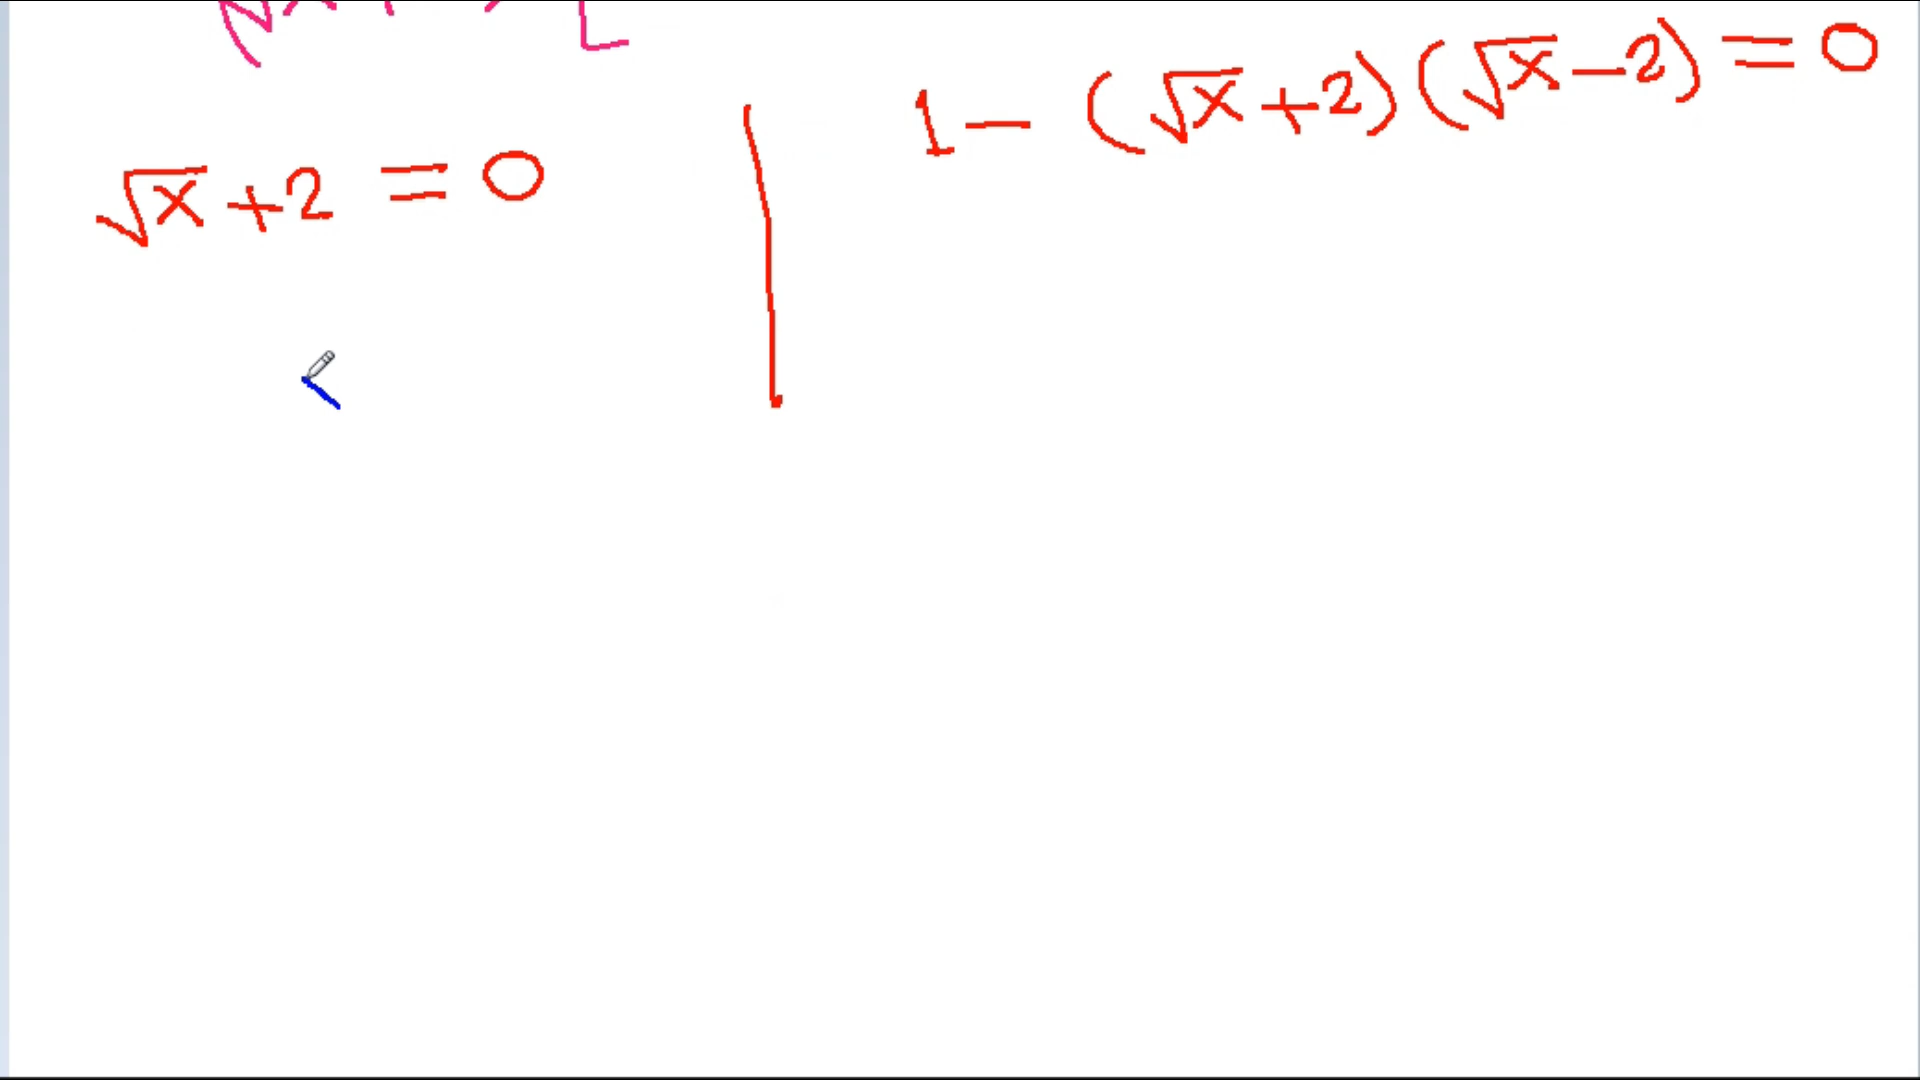 √x + 2 = 0
1 - (√x + 2)(√x - 2) = 0